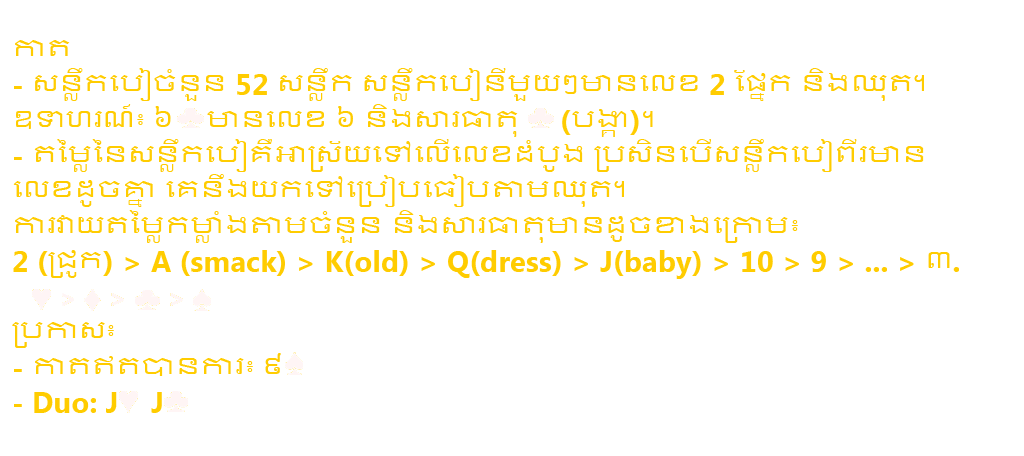 កាត
- សន្លឹកបៀចំនួន 52 សន្លឹក សន្លឹកបៀនីមួយៗមានលេខ 2 ផ្នែក និងឈុត។
ឧទាហរណ៍៖ ៦♣មានលេខ ៦ និងសារធាតុ ♣ (បង្កា)។
- តម្លៃនៃសន្លឹកបៀគឺអាស្រ័យទៅលើលេខដំបូង ប្រសិនបើសន្លឹកបៀពីរមាន
លេខដូចគ្នា គេនឹងយកទៅប្រៀបធៀបតាមឈុត។
ការវាយតម្លៃកម្លាំងតាមចំនួន និងសារធាតុមានដូចខាងក្រោម៖
2 (ជ្រូក) > A (smack) > K(old) > Q(dress) > J(baby) > 10 > 9 > ... > ៣.
♥ > ♦ > ♣ > ♠
ប្រកាស៖
- កាតឥតបានការ៖ ៩♠
- Duo: J♥ J♣